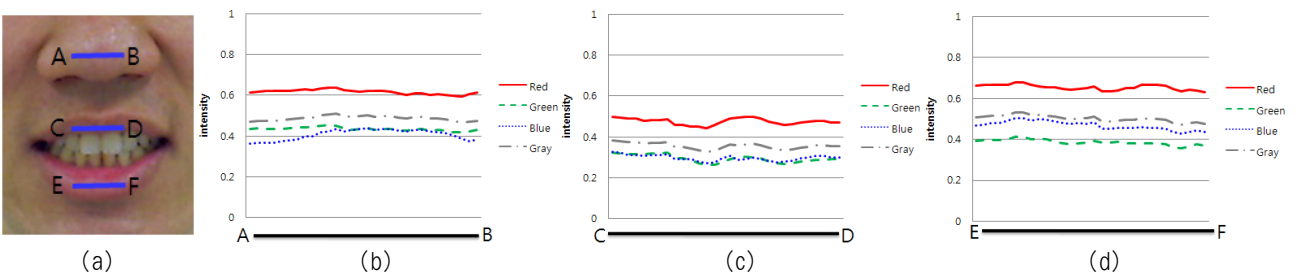 A B
C D
E F
(a)
intensity
1
0.8
0.6
0.4
0.2
0
Red
Green
Blue
Gray
A B
(b)
intensity
1
0.8
0.6
0.4
0.2
0
Red
Green
Blue
Gray
C D
(c)
intensity
1
0.8
0.6
0.4
0.2
0
Red
Green
Blue
Gray
E F
(d)